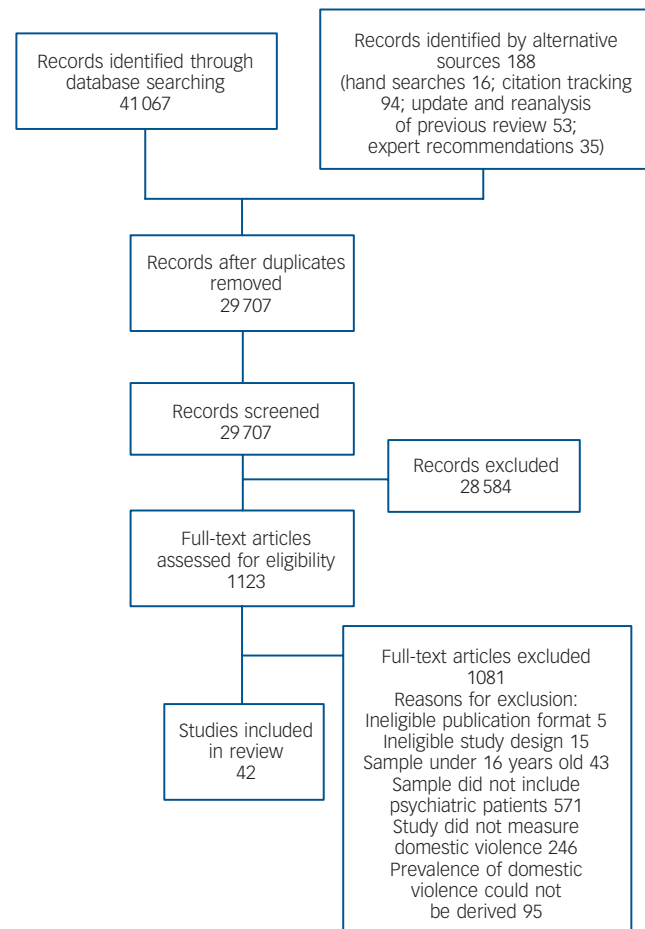 Records identified through
database searching
41 067
Records identified by alternative
sources 188
(hand searches 16; citation tracking
94; update and reanalysis
of previous review 53;
expert recommendations 35)
Records after duplicates
removed
29 707
Records screened
29 707
Records excluded
28 584
Full-text articles
assessed for eligibility
1123
Full-text articles excluded
1081
Reasons for exclusion:
Ineligible publication format 5
Ineligible study design 15
Sample under 16 years old 43
Sample did not include
psychiatric patients 571
Study did not measure
domestic violence 246
Prevalence of domestic
violence could not
be derived 95
Studies included
in review
42